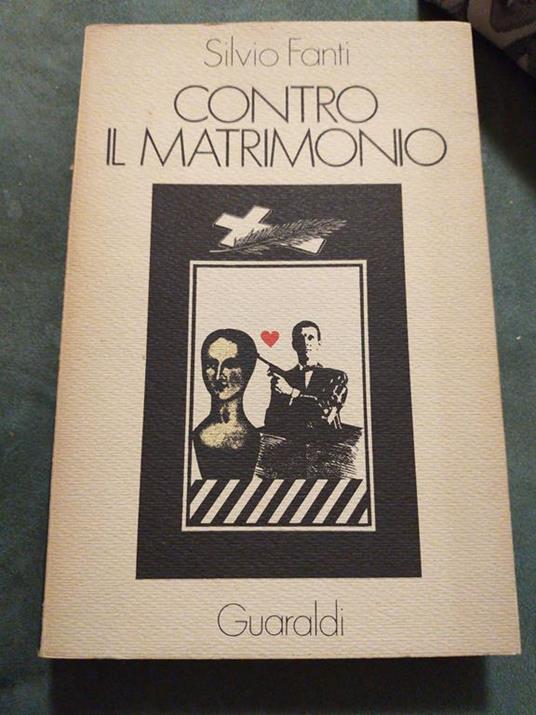 Silvio Fanti
CONTRO
IL MATRIMONIO
Guaraldi